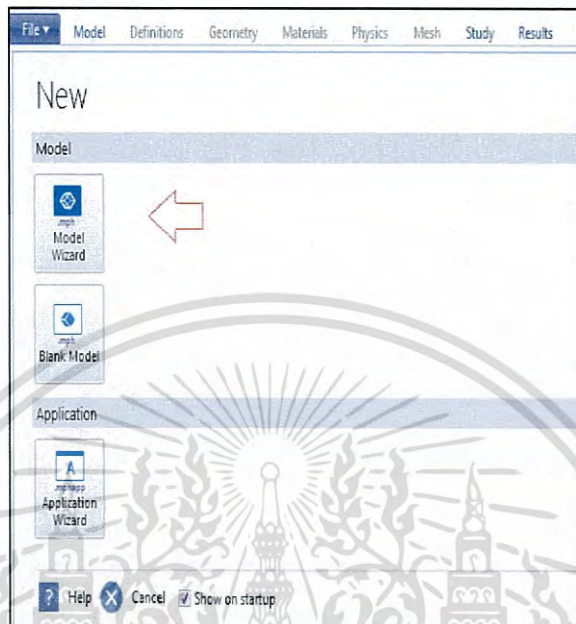 File ▾ Model Definitions Geometry Materials Physics Mesh Study Results
New
Model
.mph
Model
Wizard
.mph
Blank Model
Application
.mphapp
Application
Wizard
? Help Cancel Show on startup